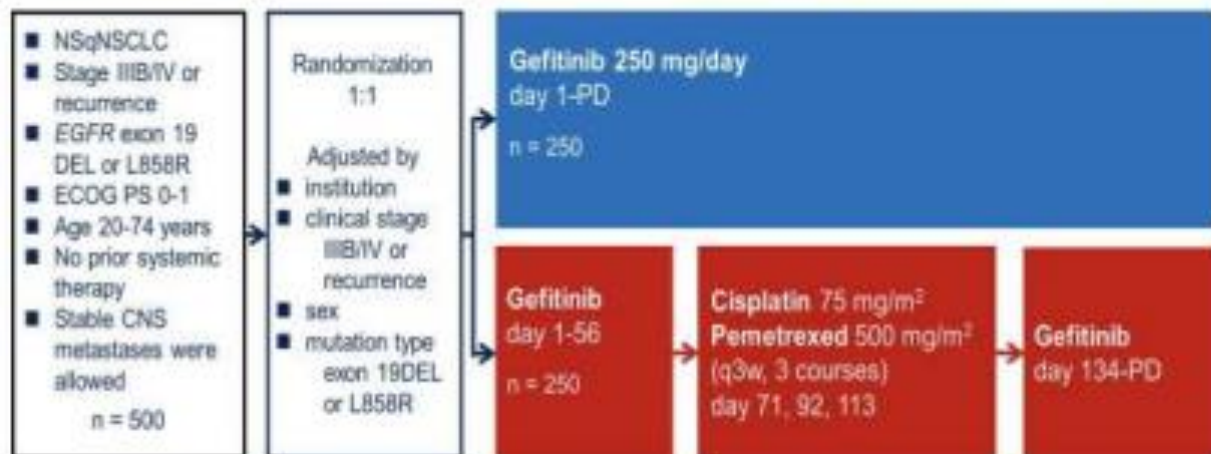 ■ NSqNSCLC
■ Stage IIIB/IV or
recurrence
■ EGFR exon 19
DEL or L858R
■ ECOG PS 0-1
■ Age 20-74 years
■ No prior systemic
therapy
■ Stable CNS
metastases were
allowed
n = 500
Randomization
1:1
Adjusted by
■ institution
■ clinical stage
IIIB/IV or
recurrence
■ sex
■ mutation type
exon 19DEL
or L858R
Gefitinib 250 mg/day
day 1-PD
n = 250
Gefitinib
day 1-56
n = 250
Cisplatin 75 mg/m²
Pemetrexed 500 mg/m²
(q3w, 3 courses)
day 71, 92, 113
Gefitinib
day 134-PD